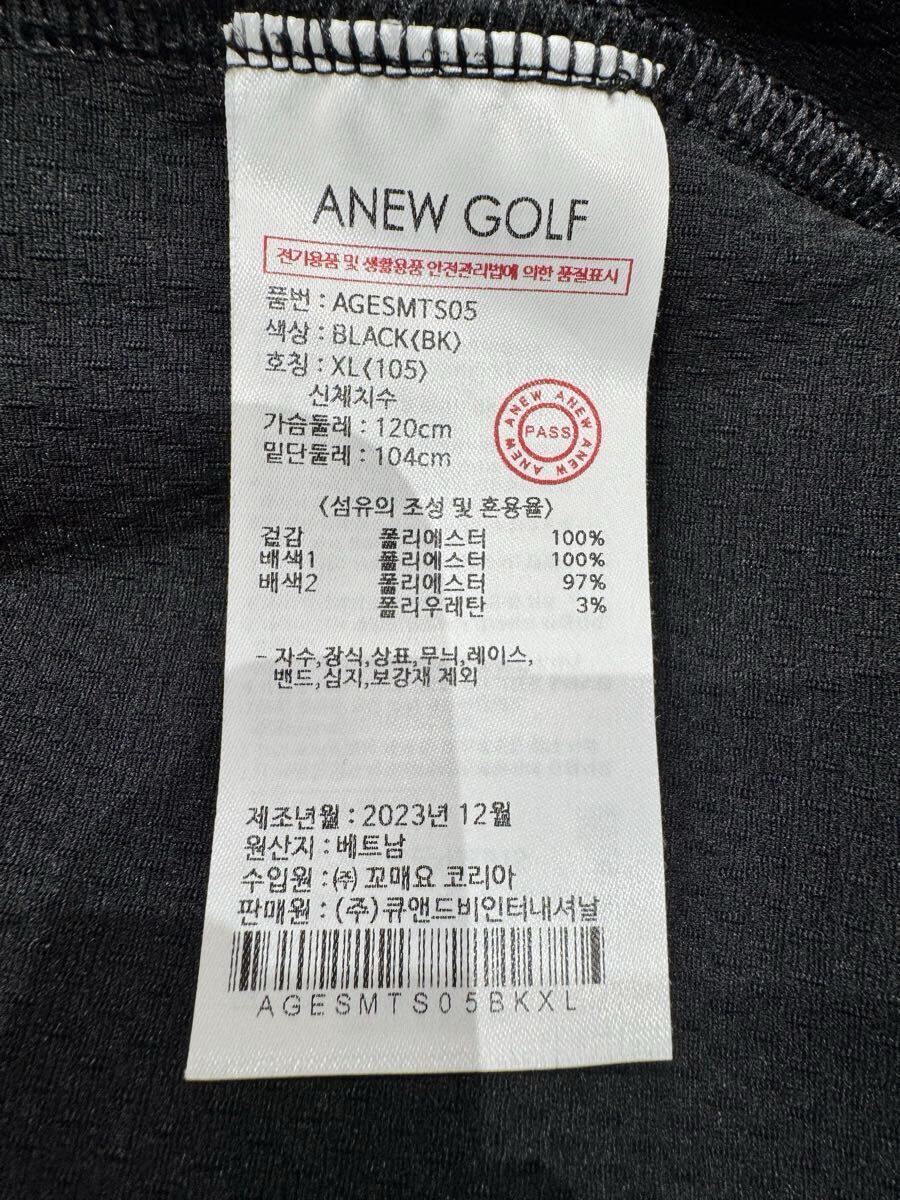 ANEW GOLF
전기용품 및 생활용품 안전관리법에 의한 품질표시
품번 : AGESMTS05
색상 : BLACK(BK)
호칭 : XL(105)
신체치수
가슴둘레 : 120cm
밑단둘레 : 104cm
ANEW ANEW ANEW ANEW
PASS
<섬유의 조성 및 혼용율>
겉감 폴리에스터 100%
배색1 폴리에스터 100%
배색2 폴리에스터 97%
폴리우레탄 3%
- 자수,장식,상표,무늬,레이스,
밴드,심지,보강재 제외
제조년월 : 2023년 12월
원산지 : 베트남
수입원 : ㈜ 꼬매요 코리아
판매원 : (주)큐앤드비인터내셔날
AGESMTS05BKXL